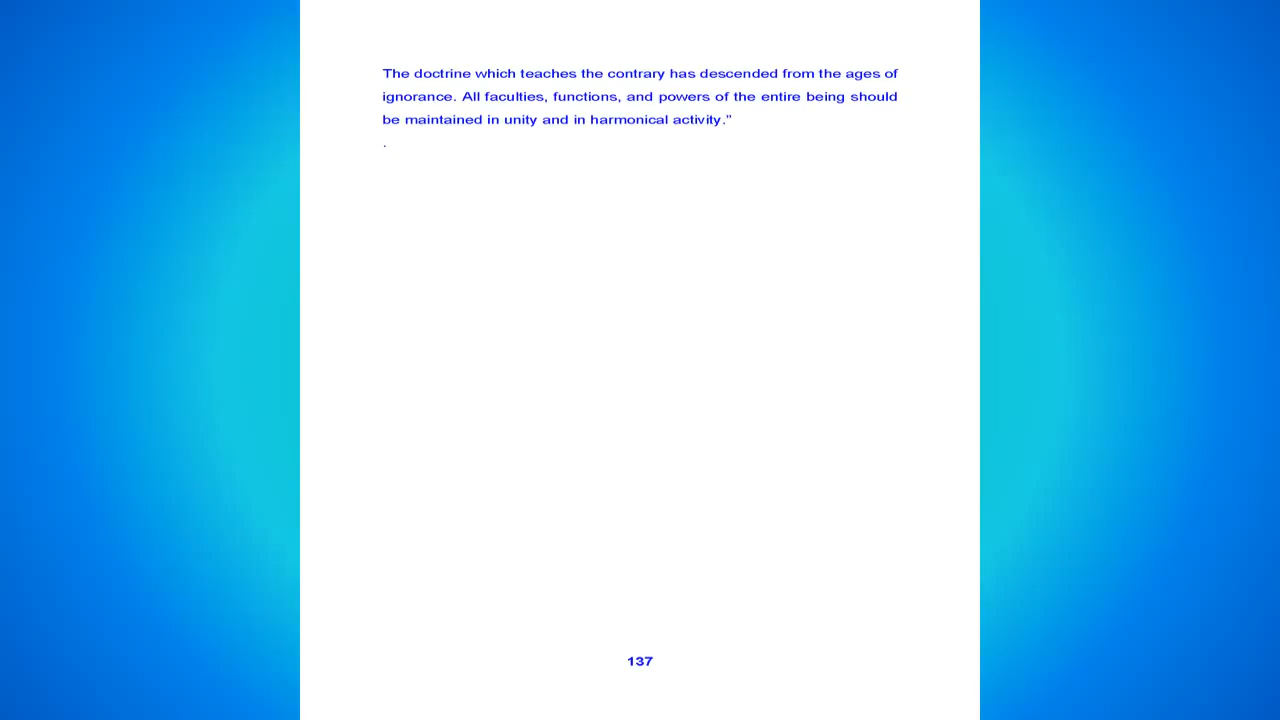 The doctrine which teaches the contrary has descended from the ages of
ignorance. All faculties, functions, and powers of the entire being should
be maintained in unity and in harmonical activity."
.
137